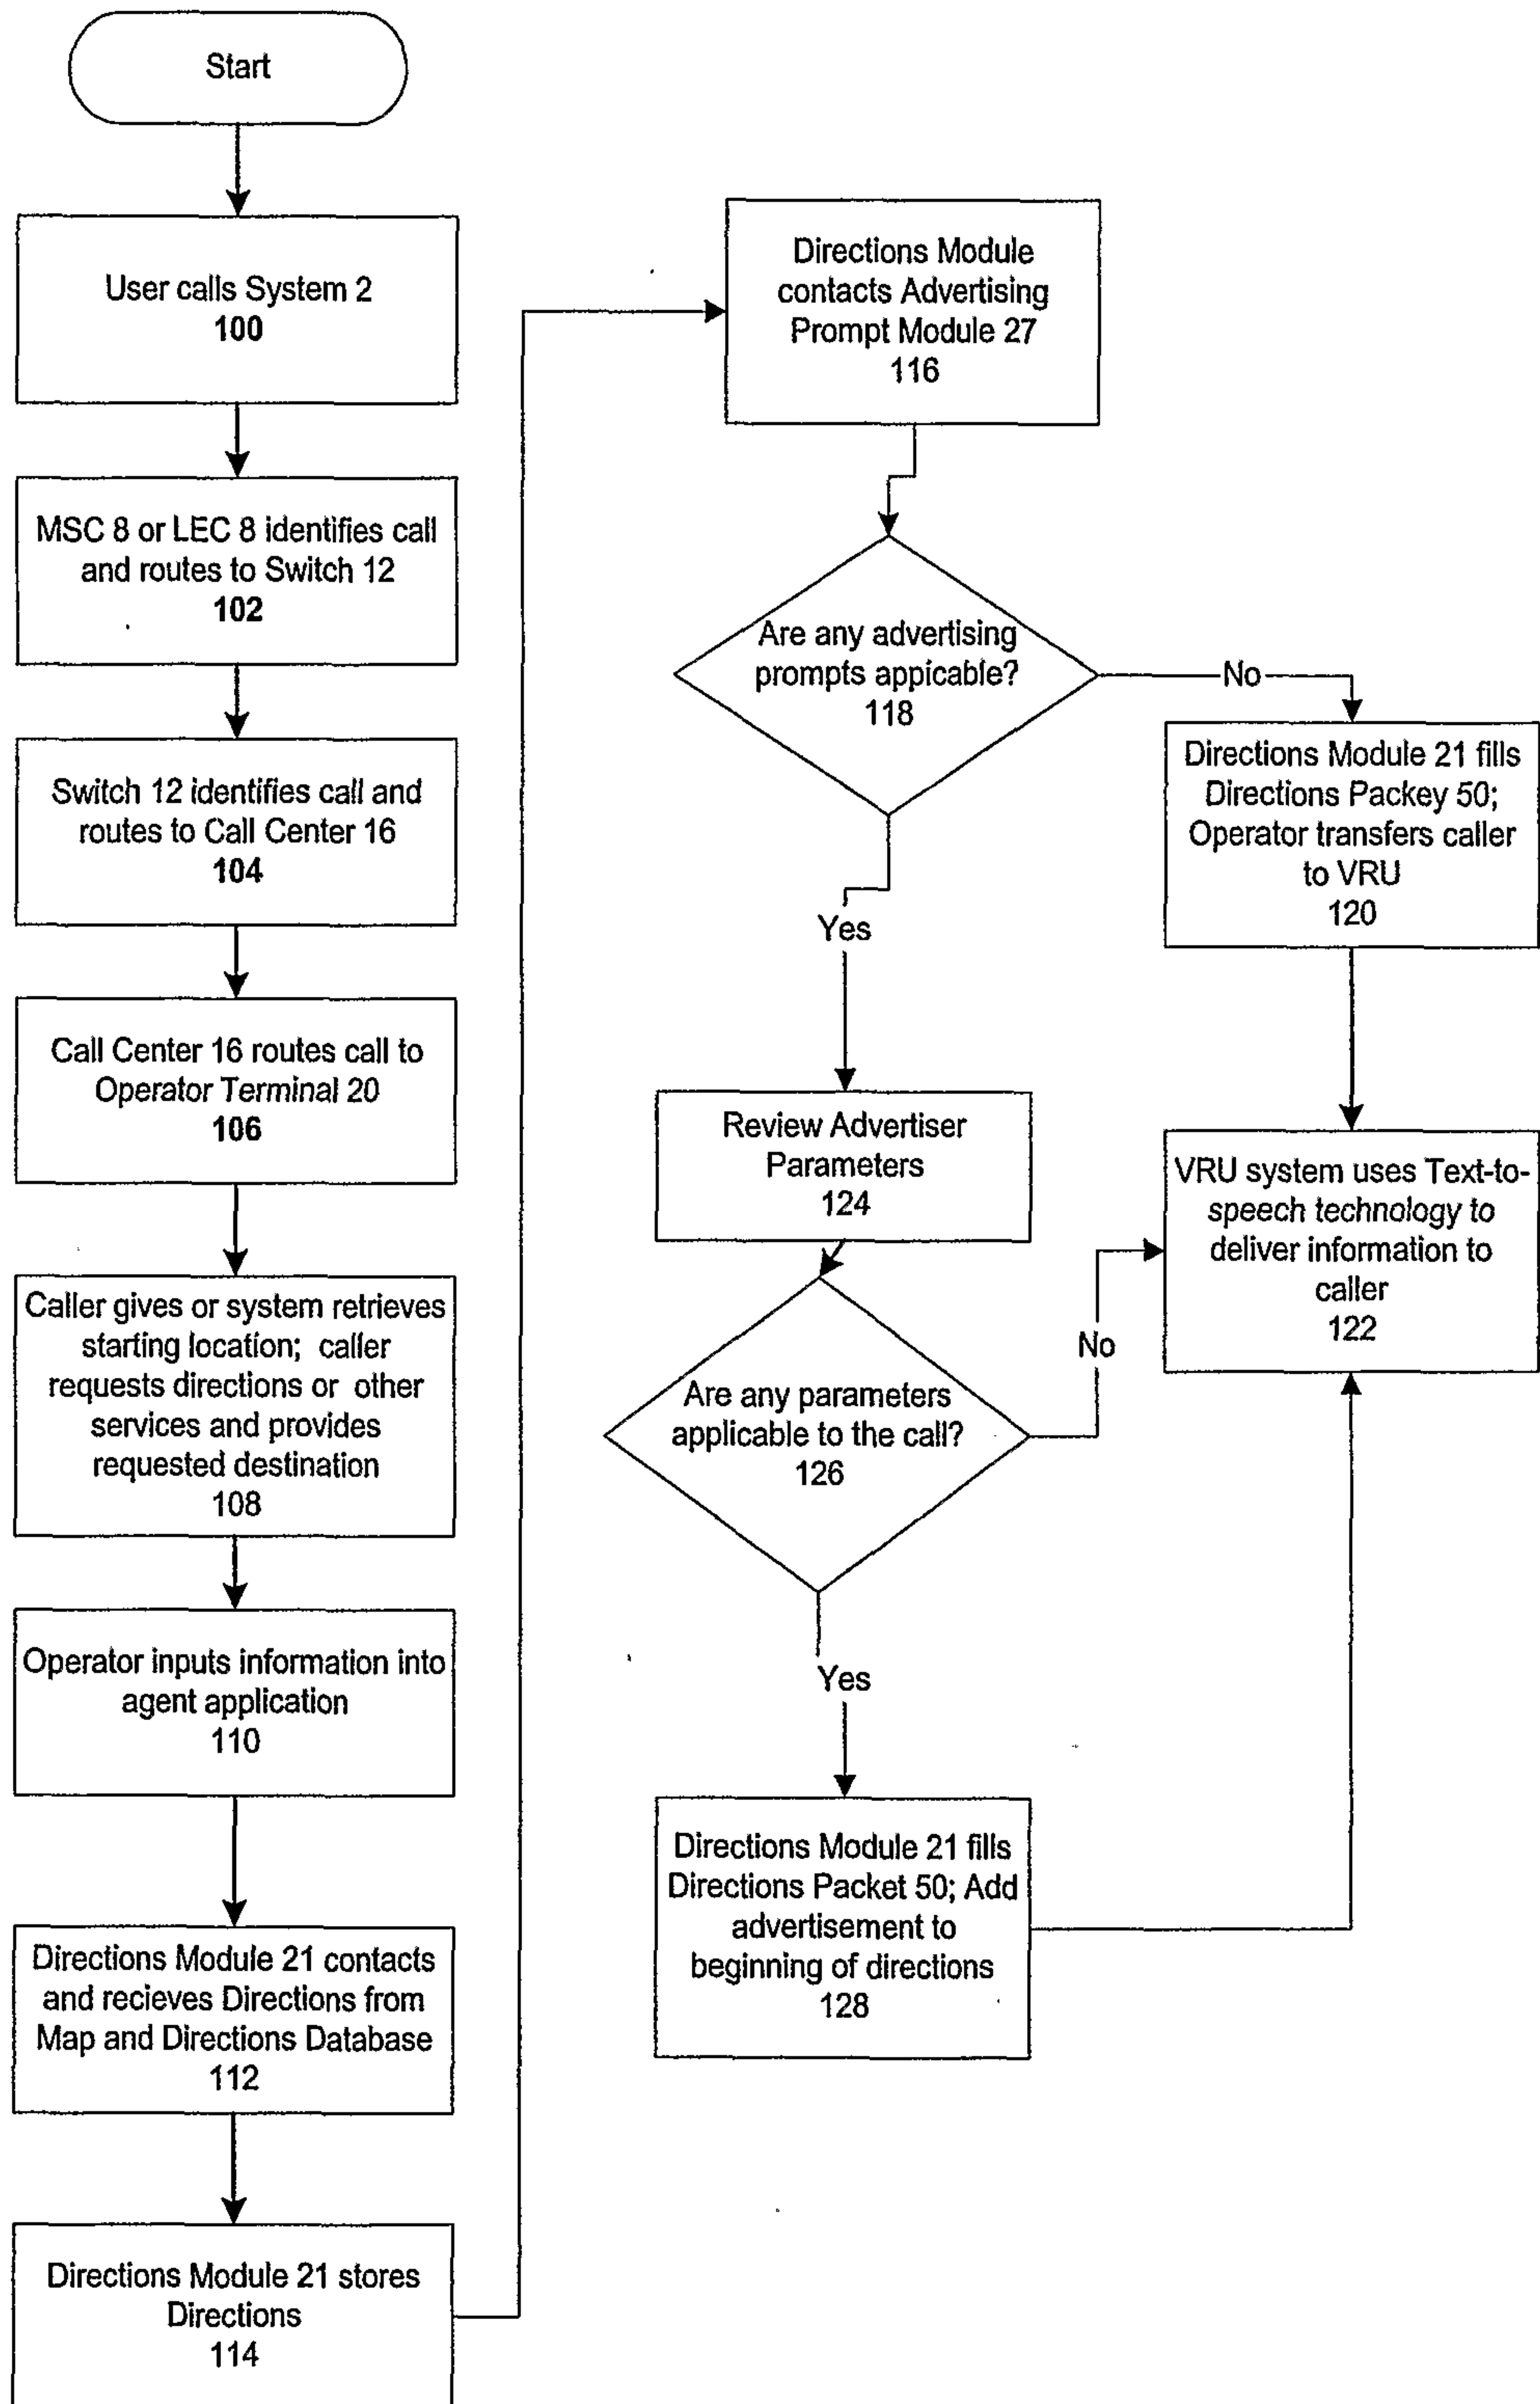 Start
User calls System 2
100
MSC 8 or LEC 8 identifies call
and routes to Switch 12
102
Switch 12 identifies call and
routes to Call Center 16
104
Call Center 16 routes call to
Operator Terminal 20
106
Caller gives or system retrieves
starting location; caller
requests directions or other
services and provides
requested destination
108
Operator inputs information into
agent application
110
Directions Module 21 contacts
and recieves Directions from
Map and Directions Database
112
Directions Module 21 stores
Directions
114
Directions Module
contacts Advertising
Prompt Module 27
116
Are any advertising
prompts appicable?
118
No
Directions Module 21 fills
Directions Packey 50;
Operator transfers caller
to VRU
120
Yes
Review Advertiser
Parameters
124
VRU system uses Text-to-
speech technology to
deliver information to
caller
122
Are any parameters
applicable to the call?
126
No
Yes
Directions Module 21 fills
Directions Packet 50; Add
advertisement to
beginning of directions
128